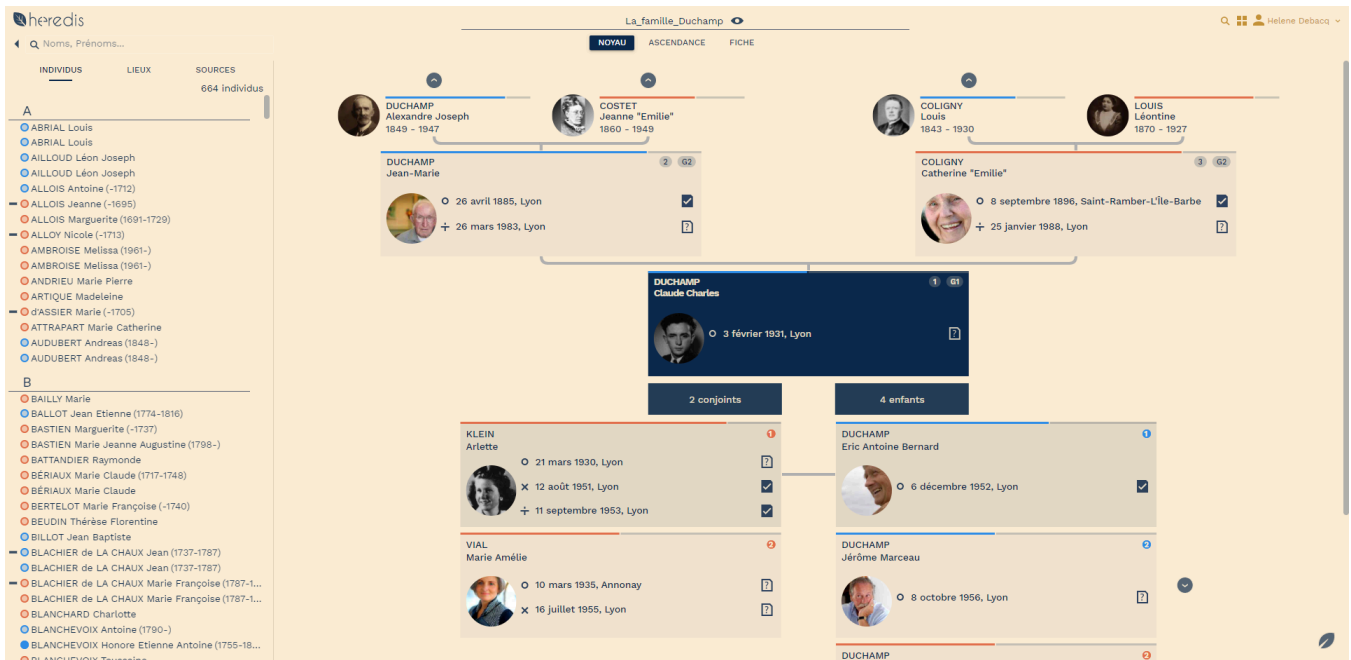 heredis
La_famille_Duchamp
Helene Debacq
Noms, Prénoms...
NOYAU ASCENDANCE FICHE
INDIVIDUS LIEUX SOURCES
664 individus
A
ABRIAL Louis
ABRIAL Louis
AILLOUD Léon Joseph
AILLOUD Léon Joseph
ALLOIS Antoine (-1712)
ALLOIS Jeanne (-1695)
ALLOIS Marguerite (1691-1729)
ALLOY Nicole (-1713)
AMBROISE Melissa (1961-)
AMBROISE Melissa (1961-)
ANDRIEU Marie Pierre
ARTIQUE Madeleine
d'ASSIER Marie (-1705)
ATTRAPART Marie Catherine
AUDUBERT Andreas (1848-)
AUDUBERT Andreas (1848-)
B
BAILLY Marie
BALLOT Jean Etienne (1774-1816)
BASTIEN Marguerite (-1737)
BASTIEN Marie Jeanne Augustine (1798-)
BATTANDIER Raymonde
BÉRIAUX Marie Claude (1717-1748)
BÉRIAUX Marie Claude
BERTELOT Marie Françoise (-1740)
BEUDIN Thérèse Florentine
BILLOT Jean Baptiste
BLACHIER de LA CHAUX Jean (1737-1787)
BLACHIER de LA CHAUX Jean (1737-1787)
BLACHIER de LA CHAUX Marie Françoise (1787-1...
BLACHIER de LA CHAUX Marie Françoise (1787-1...
BLANCHARD Charlotte
BLANCHEVOIX Antoine (1790-)
BLANCHEVOIX Honore Etienne Antoine (1755-18...
BLANCHEVOIX Toussaine
DUCHAMP
Alexandre Joseph
1849 - 1947
COSTET
Jeanne "Emilie"
1860 - 1949
COLIGNY
Louis
1843 - 1930
LOUIS
Léontine
1870 - 1927
DUCHAMP 2 G2
Jean-Marie
26 avril 1885, Lyon
26 mars 1983, Lyon
COLIGNY 3 G2
Catherine "Emilie"
8 septembre 1896, Saint-Ramber-L'Île-Barbe
25 janvier 1988, Lyon
DUCHAMP 1 G1
Claude Charles
3 février 1931, Lyon
2 conjoints
4 enfants
KLEIN 1
Arlette
21 mars 1930, Lyon
12 août 1951, Lyon
11 septembre 1953, Lyon
DUCHAMP 1
Eric Antoine Bernard
6 décembre 1952, Lyon
VIAL 2
Marie Amélie
10 mars 1935, Annonay
16 juillet 1955, Lyon
DUCHAMP 2
Jérôme Marceau
8 octobre 1956, Lyon
DUCHAMP 2